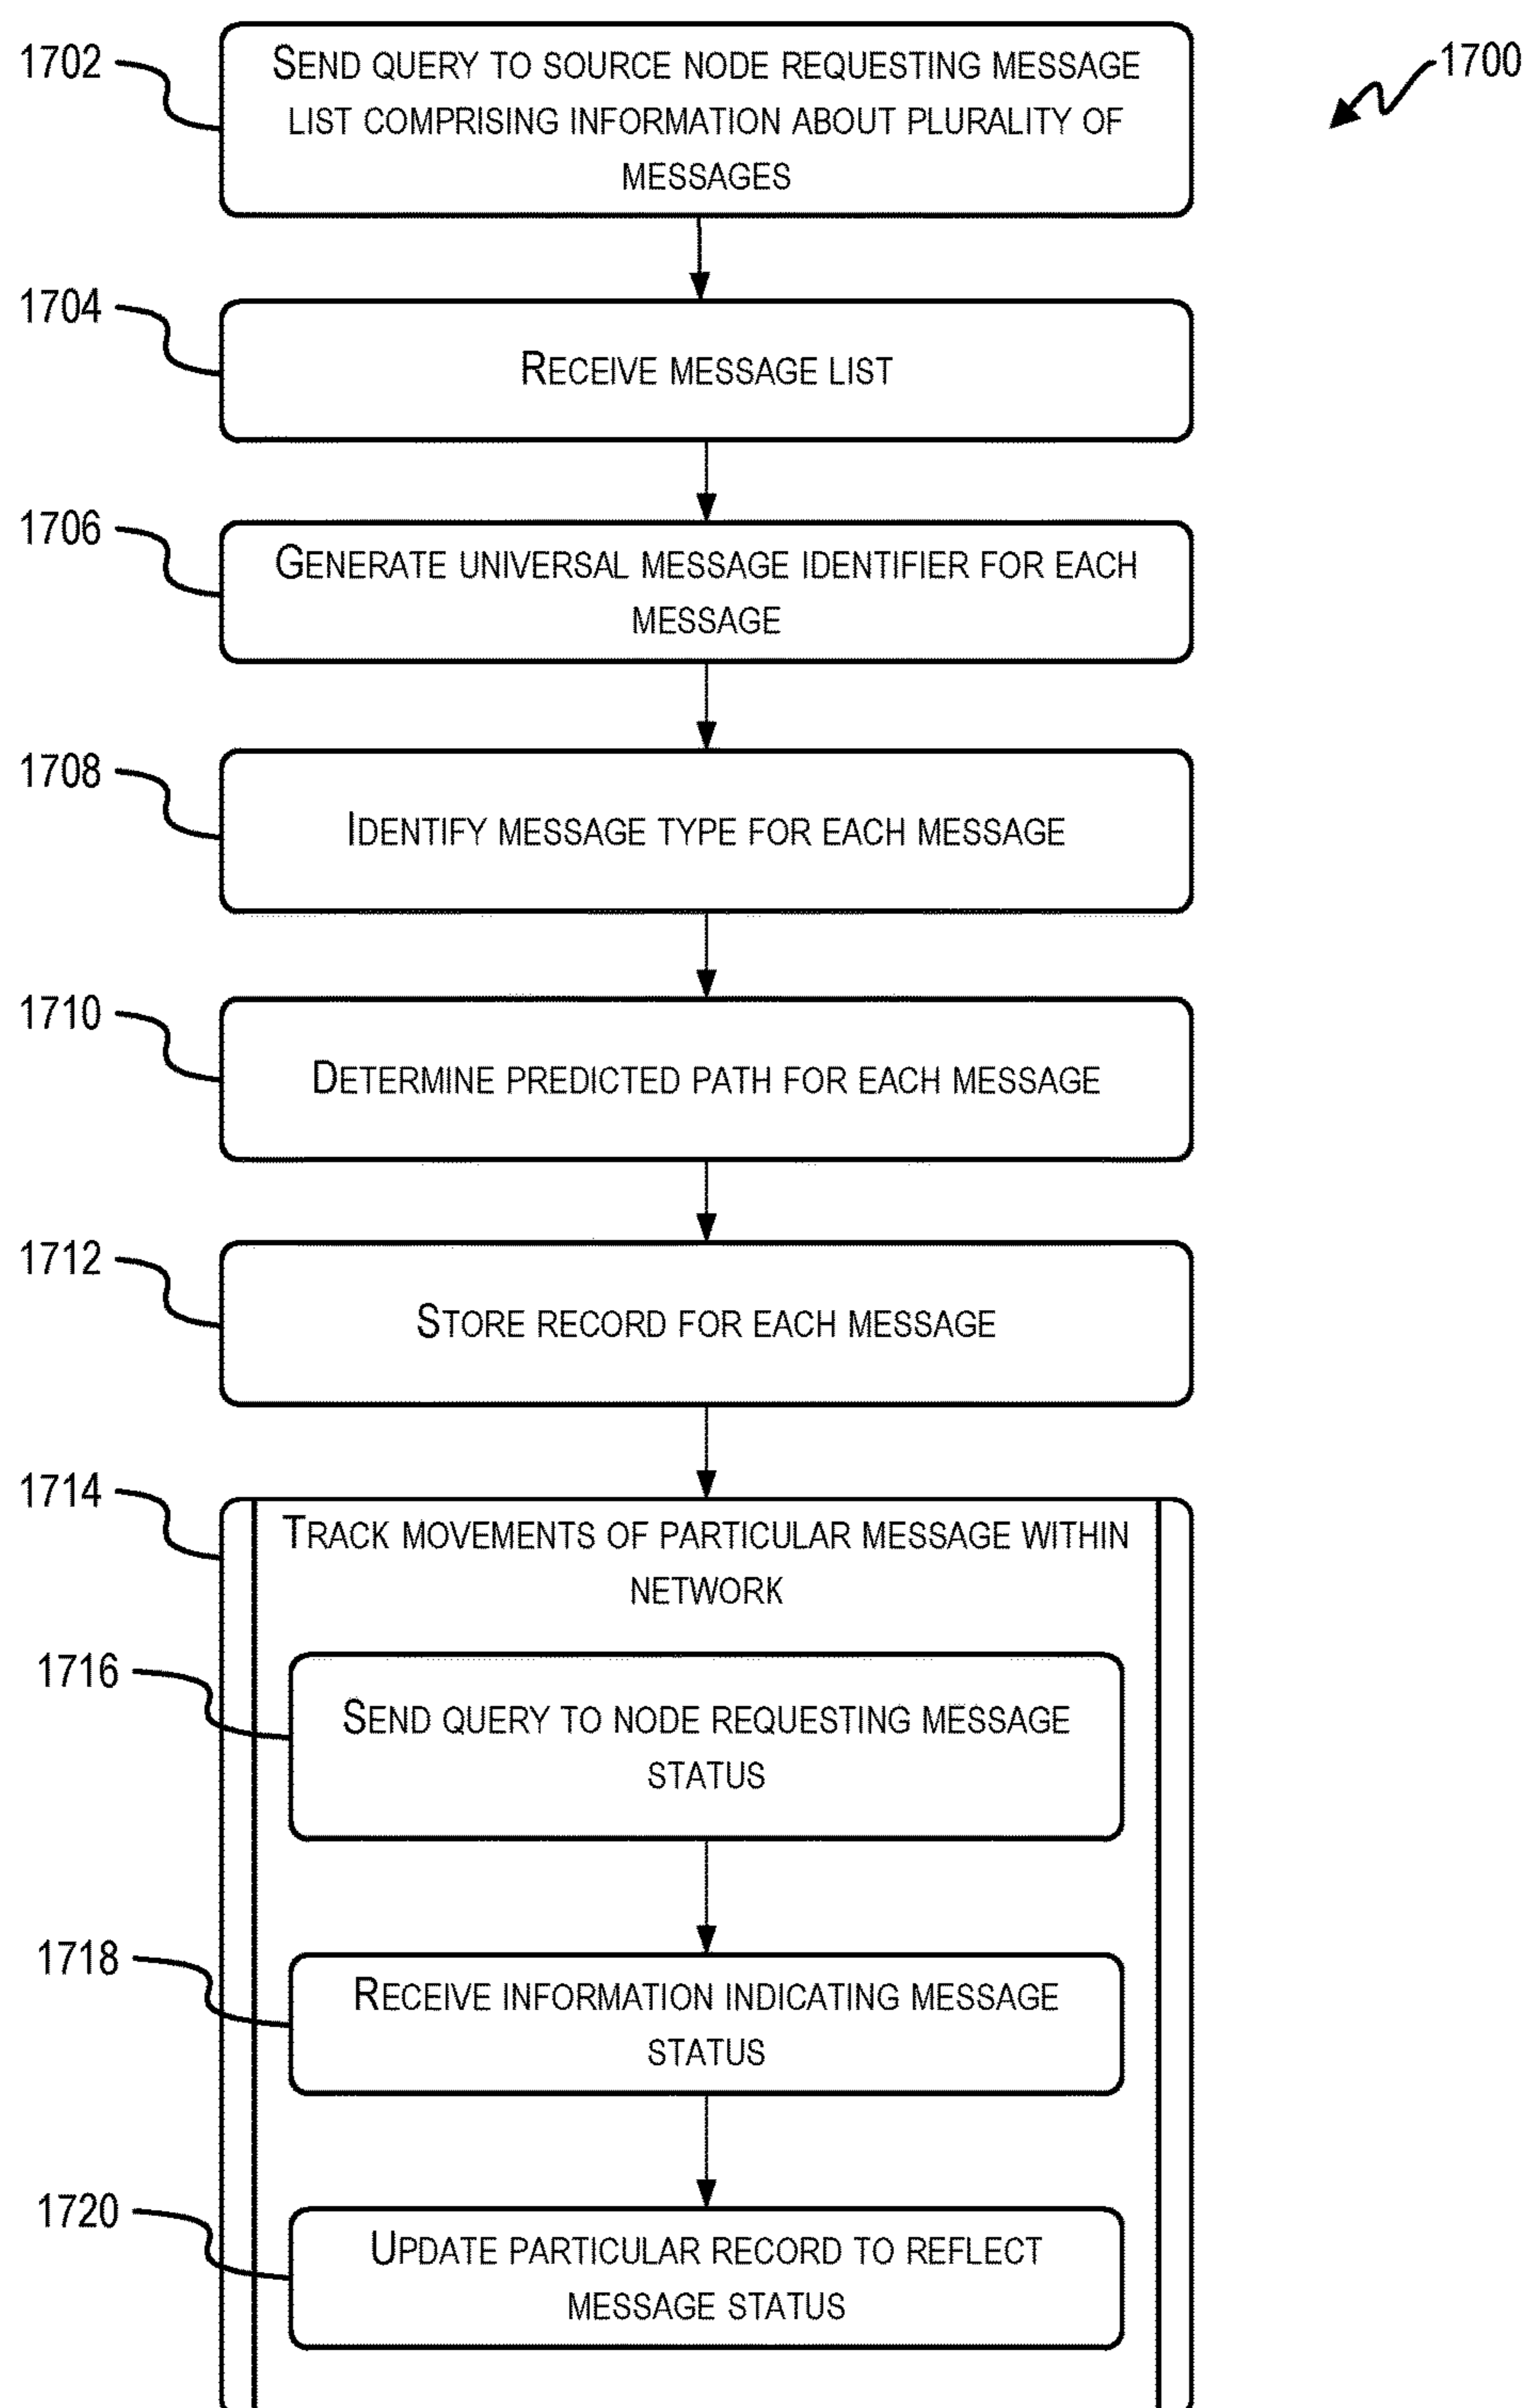 1702
SEND QUERY TO SOURCE NODE REQUESTING MESSAGE
LIST COMPRISING INFORMATION ABOUT PLURALITY OF
MESSAGES
1700
1704
RECEIVE MESSAGE LIST
1706
GENERATE UNIVERSAL MESSAGE IDENTIFIER FOR EACH
MESSAGE
1708
IDENTIFY MESSAGE TYPE FOR EACH MESSAGE
1710
DETERMINE PREDICTED PATH FOR EACH MESSAGE
1712
STORE RECORD FOR EACH MESSAGE
1714
TRACK MOVEMENTS OF PARTICULAR MESSAGE WITHIN
NETWORK
1716
SEND QUERY TO NODE REQUESTING MESSAGE
STATUS
1718
RECEIVE INFORMATION INDICATING MESSAGE
STATUS
1720
UPDATE PARTICULAR RECORD TO REFLECT
MESSAGE STATUS